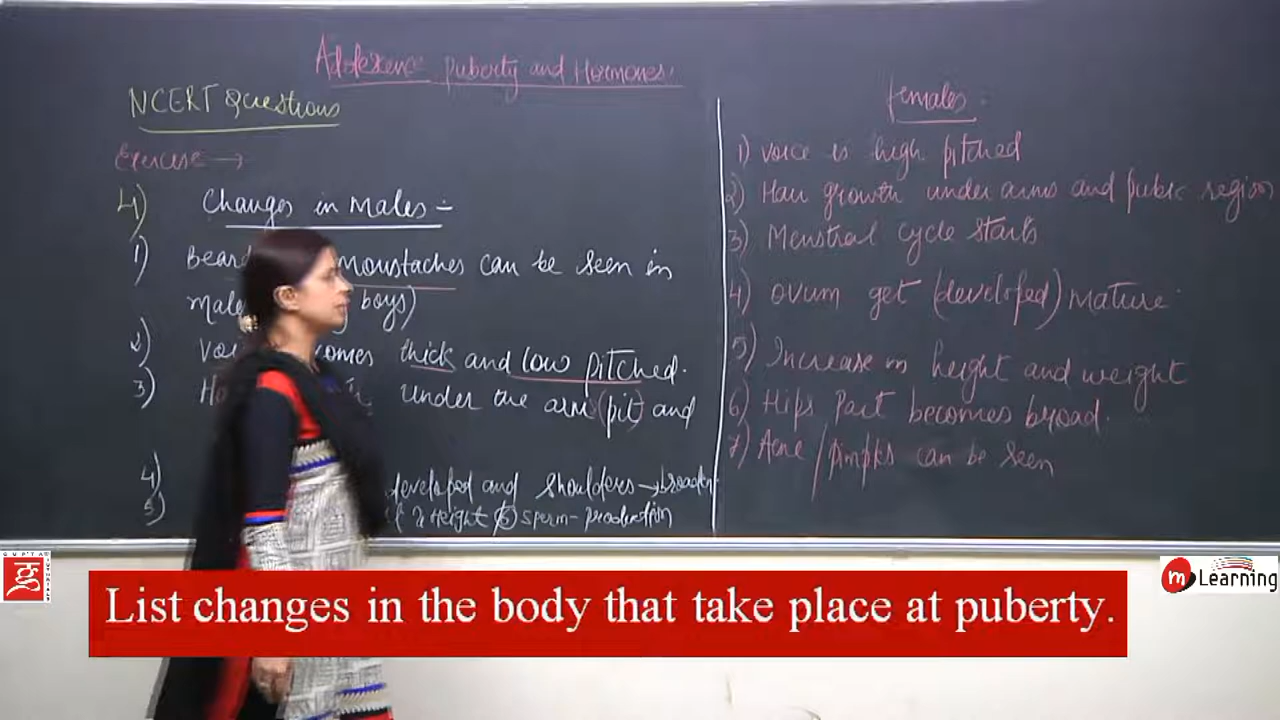 Adolescence puberty and Hormones.
NCERT Questions
Exercise →
4) Changes in Males :-
1) Beard moustaches can be seen in
Male boys)
2) Voi comes thick and low pitched.
3) Ha under the arm (pit) and
4) developed and shoulders → broader
5) & Height 6) sperm-production
females :
1) voice is high pitched
2) Hair growth under arms and pubic region
3) Menstral cycle starts
4) Ovum get (developed) mature
5) Increase in height and weight
6) Hips Part becomes broad.
7) Acne / pimples can be seen
GUPTA
List changes in the body that take place at puberty.
m Learning